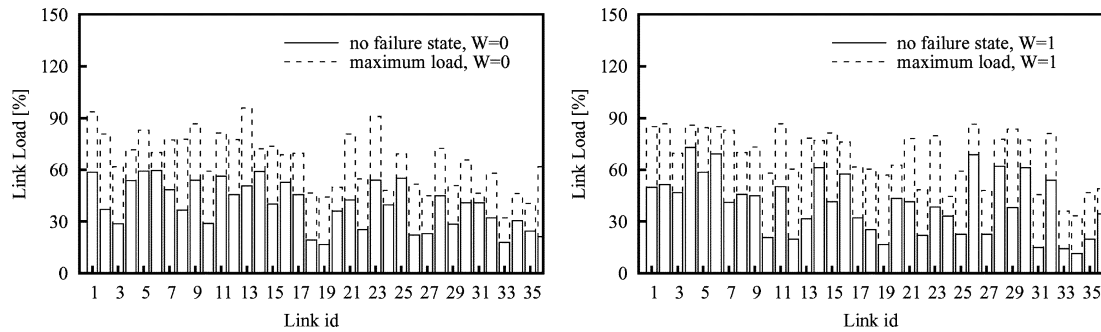 150
120
90
60
30
0
Link Load [%]
no failure state, W=0
maximum load, W=0
1 3 5 7 9 11 13 15 17 19 21 23 25 27 29 31 33 35
Link id
150
120
90
60
30
0
Link Load [%]
no failure state, W=1
maximum load, W=1
1 3 5 7 9 11 13 15 17 19 21 23 25 27 29 31 33 35
Link id